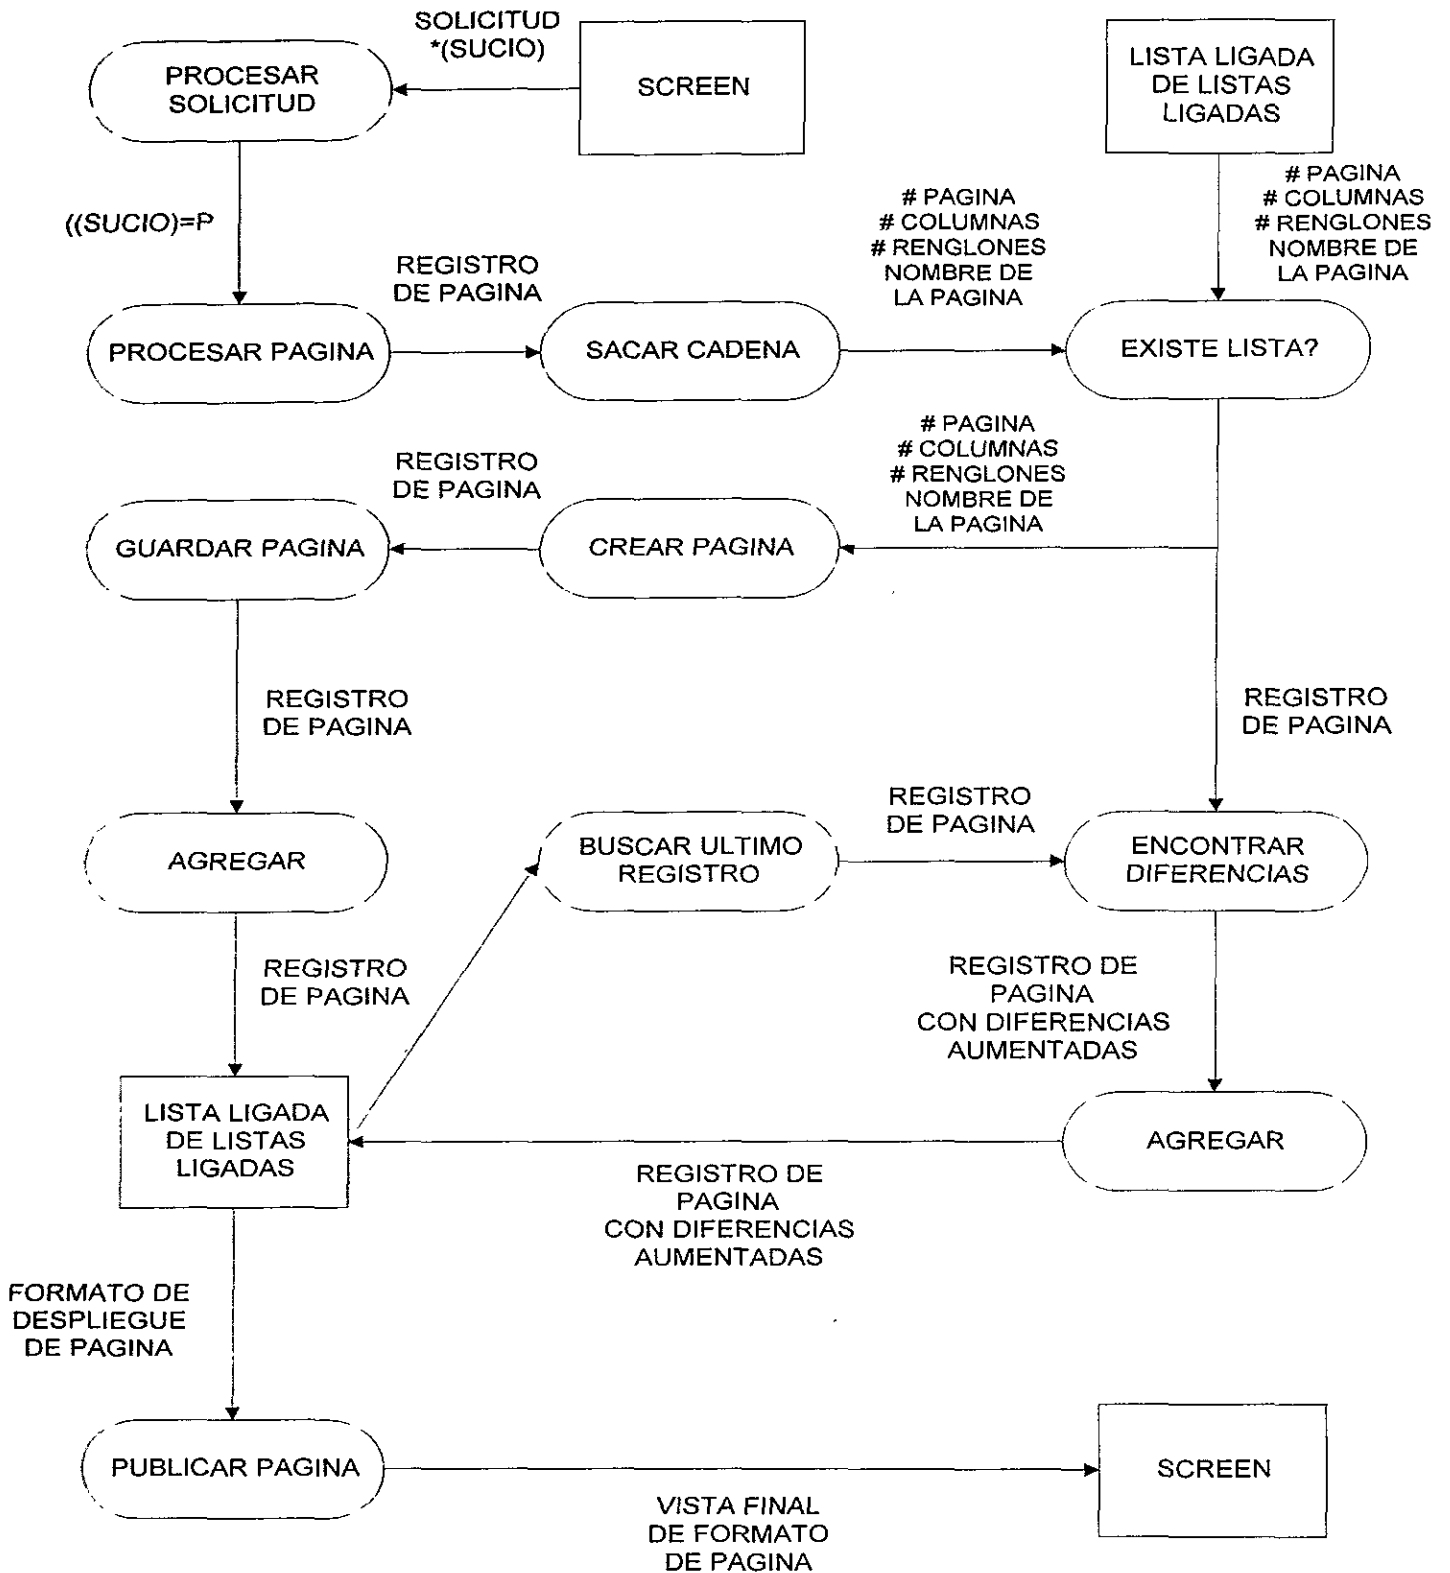 SOLICITUD
*(SUCIO)
PROCESAR
SOLICITUD
SCREEN
LISTA LIGADA
DE LISTAS
LIGADAS
((SUCIO)=P
# PAGINA
# COLUMNAS
# RENGLONES
NOMBRE DE
LA PAGINA
# PAGINA
# COLUMNAS
# RENGLONES
NOMBRE DE
LA PAGINA
REGISTRO
DE PAGINA
PROCESAR PAGINA
SACAR CADENA
EXISTE LISTA?
# PAGINA
# COLUMNAS
# RENGLONES
NOMBRE DE
LA PAGINA
REGISTRO
DE PAGINA
GUARDAR PAGINA
CREAR PAGINA
REGISTRO
DE PAGINA
REGISTRO
DE PAGINA
REGISTRO
DE PAGINA
AGREGAR
BUSCAR ULTIMO
REGISTRO
ENCONTRAR
DIFERENCIAS
REGISTRO
DE PAGINA
REGISTRO DE
PAGINA
CON DIFERENCIAS
AUMENTADAS
LISTA LIGADA
DE LISTAS
LIGADAS
AGREGAR
REGISTRO DE
PAGINA
CON DIFERENCIAS
AUMENTADAS
FORMATO DE
DESPLIEGUE
DE PAGINA
PUBLICAR PAGINA
SCREEN
VISTA FINAL
DE FORMATO
DE PAGINA